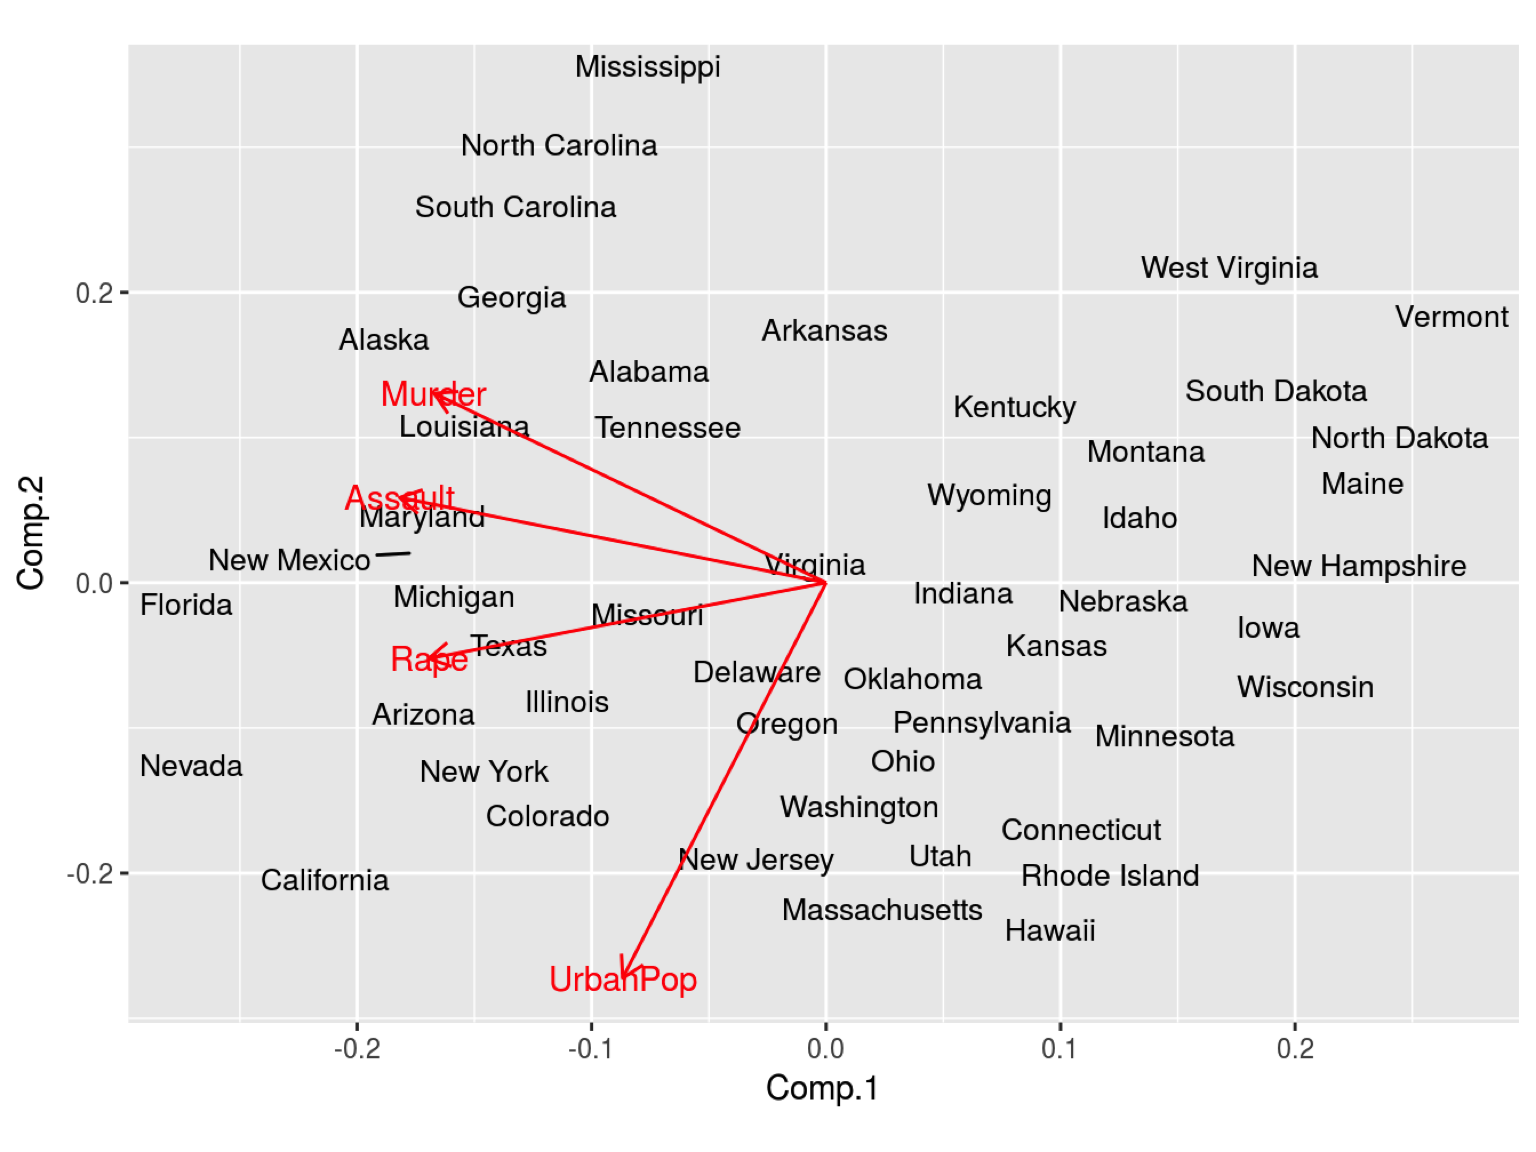 Mississippi
North Carolina
South Carolina
West Virginia
0.2
Georgia
Vermont
Arkansas
Alaska
Alabama
South Dakota
Murder
Kentucky
Louisiana
Tennessee
North Dakota
Montana
Maine
Assault
Wyoming
Maryland
Idaho
Comp.2
New Mexico
Virginia
New Hampshire
0.0
Florida
Michigan
Indiana
Nebraska
Missouri
Iowa
Texas
Kansas
Rape
Delaware
Oklahoma
Wisconsin
Illinois
Arizona
Oregon
Pennsylvania
Minnesota
Nevada
New York
Ohio
Colorado
Washington
Connecticut
New Jersey
Utah
-0.2
California
Rhode Island
Massachusetts
Hawaii
UrbanPop
-0.2 -0.1 0.0 0.1 0.2
Comp.1